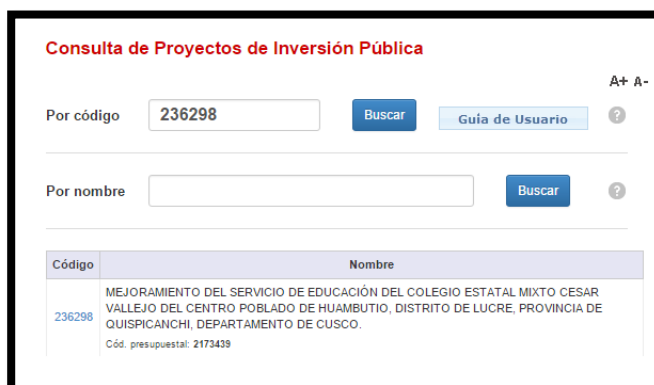 Consulta de Proyectos de Inversión Pública
A+ A-
Por código 236298 Buscar Guía de Usuario ?
Por nombre Buscar ?
Código Nombre
MEJORAMIENTO DEL SERVICIO DE EDUCACIÓN DEL COLEGIO ESTATAL MIXTO CESAR
236298 VALLEJO DEL CENTRO POBLADO DE HUAMBUTIO, DISTRITO DE LUCRE, PROVINCIA DE
QUISPICANCHI, DEPARTAMENTO DE CUSCO.
Cód. presupuestal: 2173439